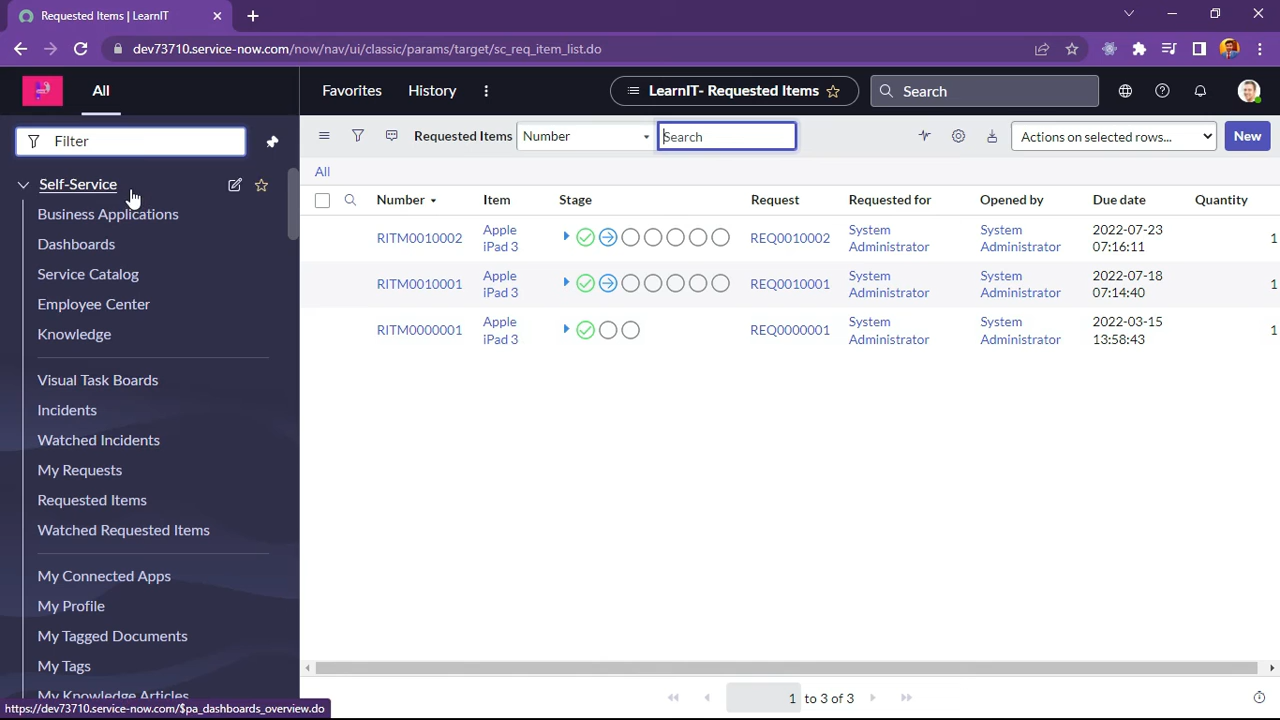 Requested Items | LearnIT
dev73710.service-now.com/now/nav/ui/classic/params/target/sc_req_item_list.do
All
Favorites
History
LearnIT- Requested Items
Search
Filter
Requested Items
Number
Search
Actions on selected rows...
New
All
Self-Service
Business Applications
Dashboards
Service Catalog
Employee Center
Knowledge
Visual Task Boards
Incidents
Watched Incidents
My Requests
Requested Items
Watched Requested Items
My Connected Apps
My Profile
My Tagged Documents
My Tags
My Knowledge Articles
Number Item Stage Request Requested for Opened by Due date Quantity
RITM0010002 Apple iPad 3 REQ0010002 System Administrator System Administrator 2022-07-23 07:16:11 1
RITM0010001 Apple iPad 3 REQ0010001 System Administrator System Administrator 2022-07-18 07:14:40 1
RITM0000001 Apple iPad 3 REQ0000001 System Administrator System Administrator 2022-03-15 13:58:43 1
1 to 3 of 3
https://dev73710.service-now.com/$pa_dashboards_overview.do